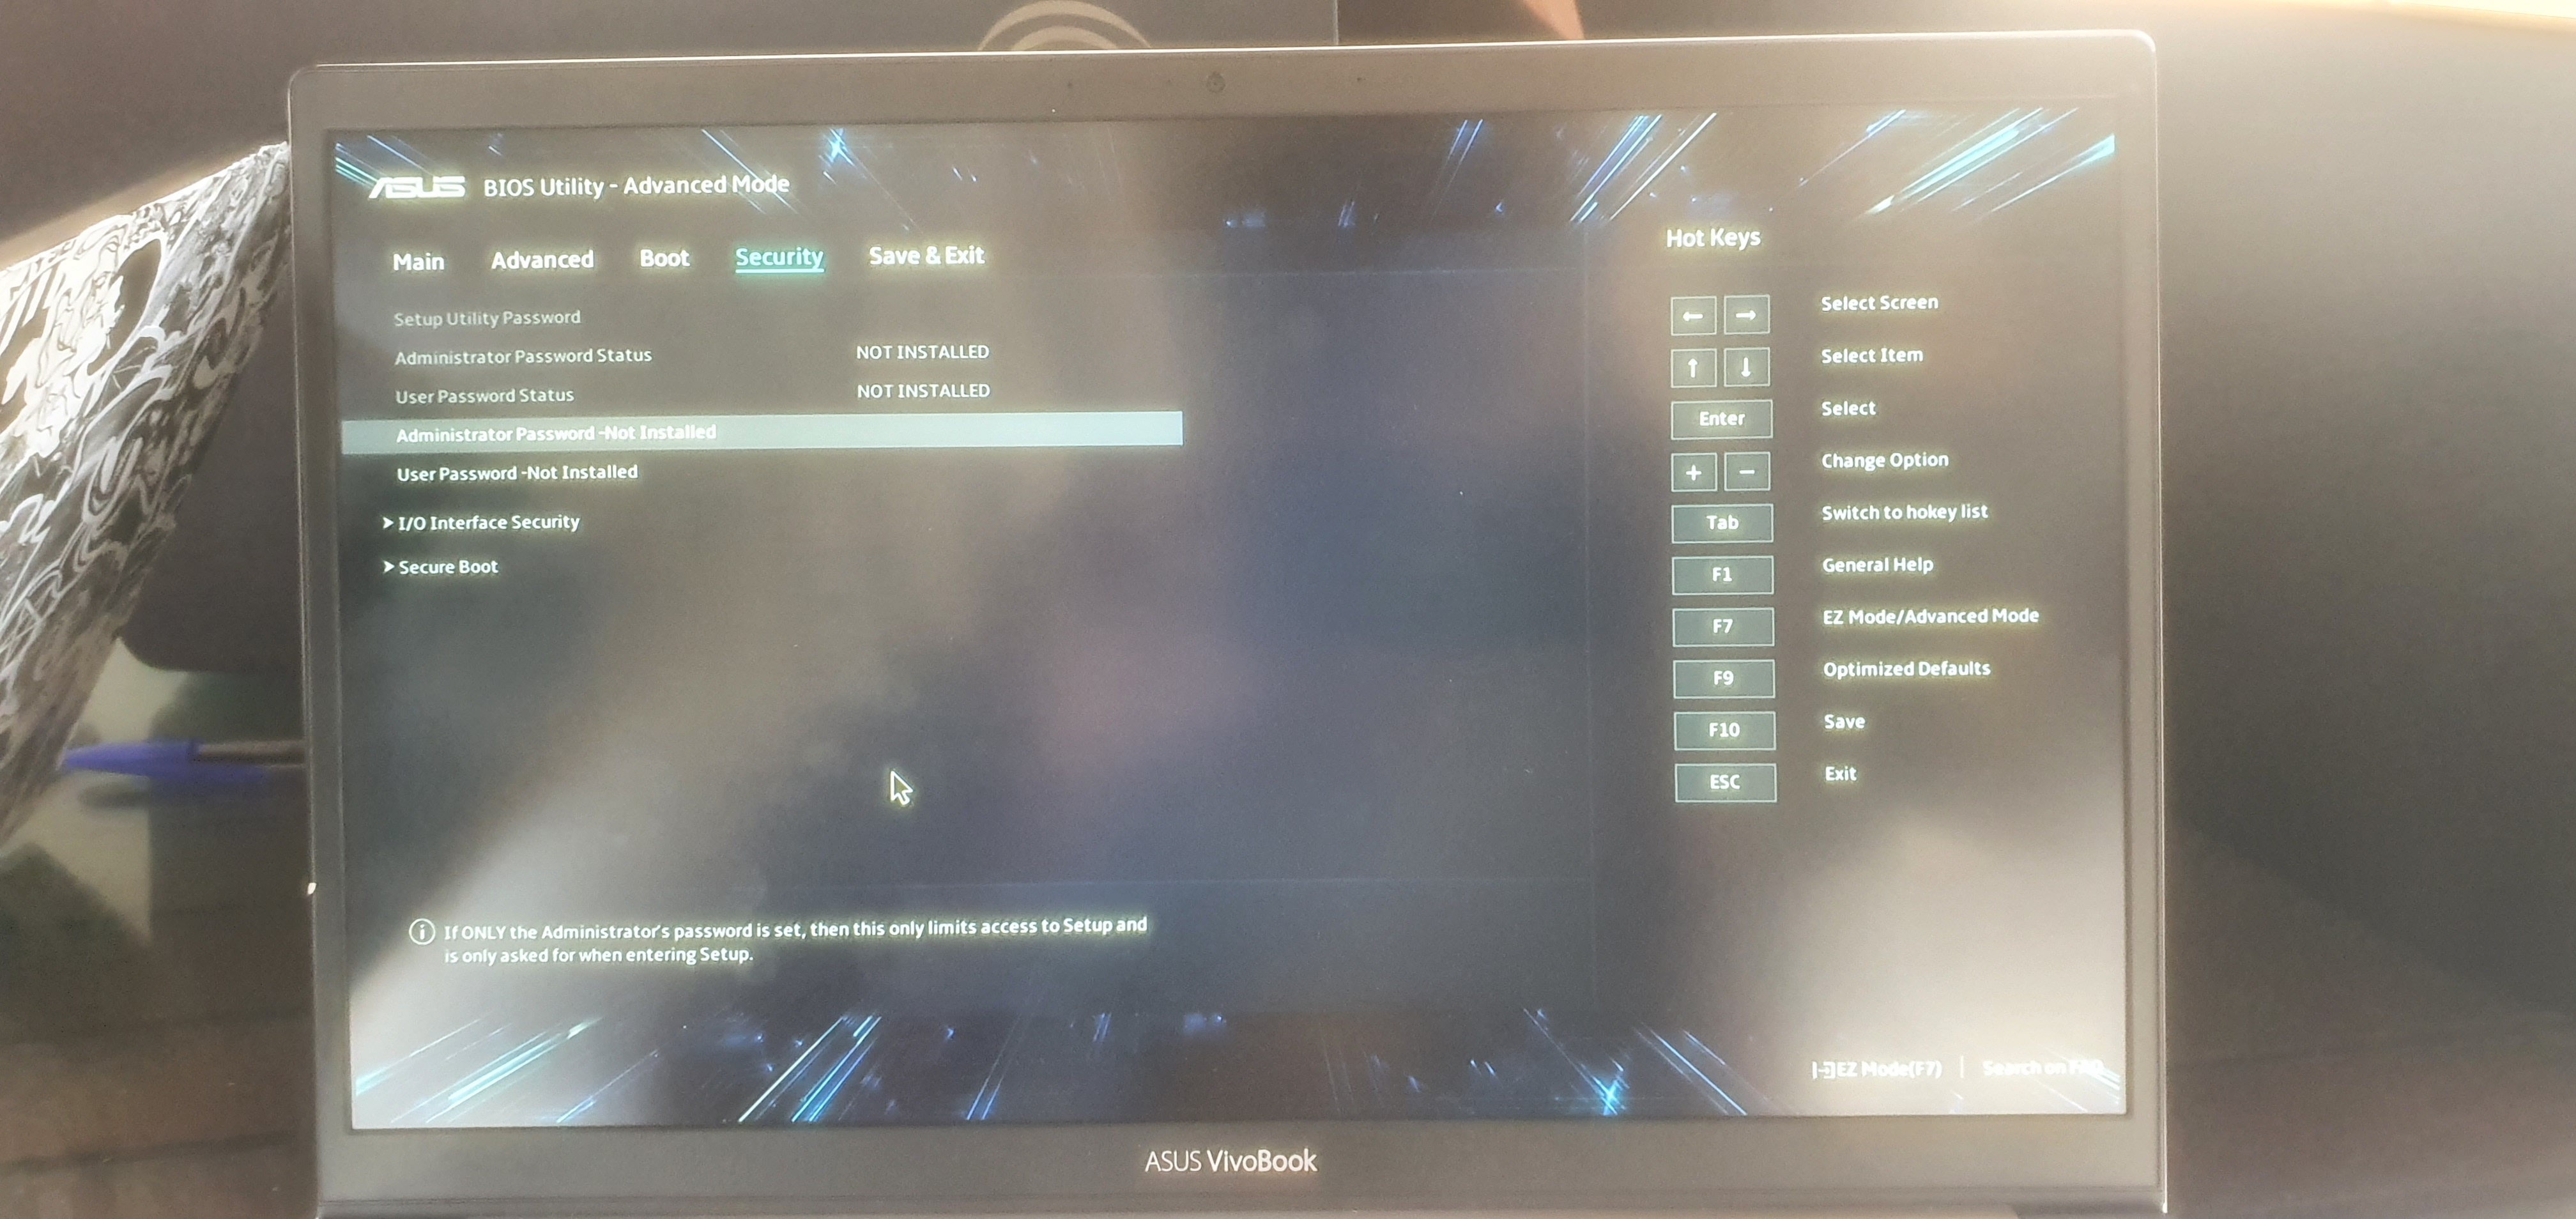 ASUS BIOS Utility - Advanced Mode
Main Advanced Boot Security Save & Exit
Setup Utility Password
Administrator Password Status NOT INSTALLED
User Password Status NOT INSTALLED
Administrator Password -Not Installed
User Password -Not Installed
I/O Interface Security
Secure Boot
If ONLY the Administrator's password is set, then this only limits access to Setup and
is only asked for when entering Setup.
Hot Keys
← → Select Screen
↑ ↓ Select Item
Enter Select
+ - Change Option
Tab Switch to hokey list
F1 General Help
F7 EZ Mode/Advanced Mode
F9 Optimized Defaults
F10 Save
ESC Exit
EZ Mode(F7) | Search on FAQ
ASUS VivoBook